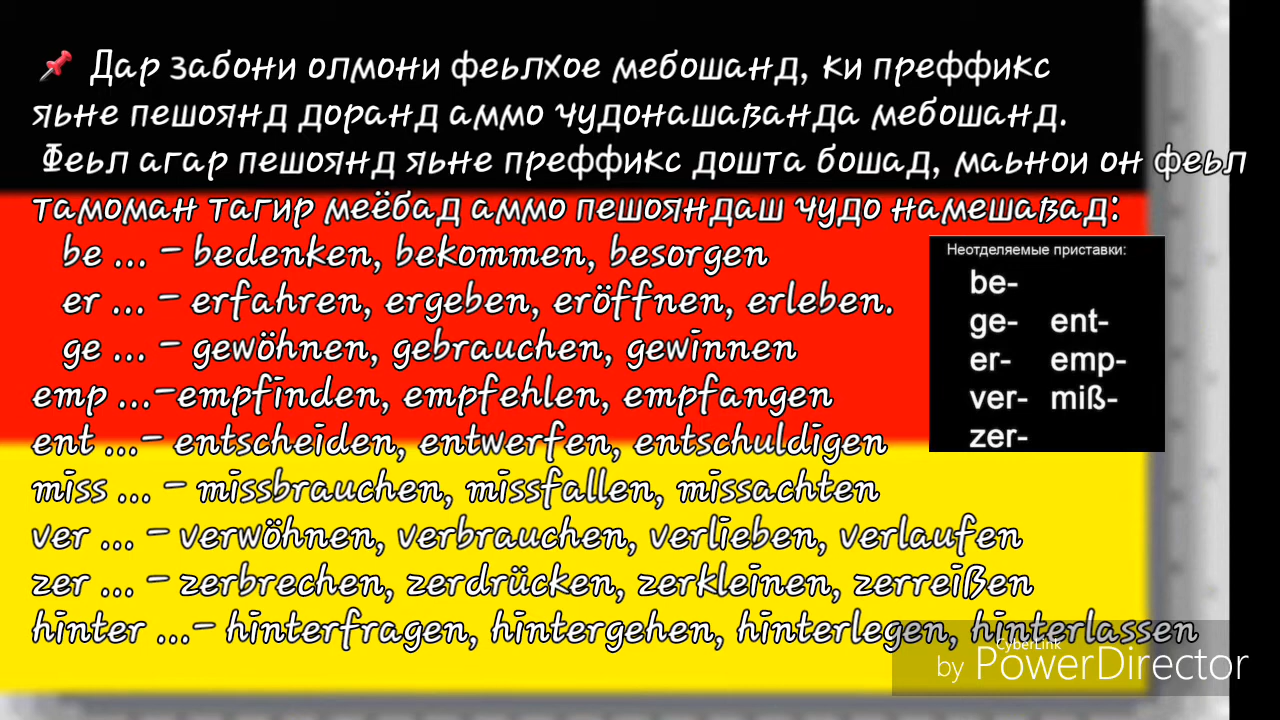 📌 Дар забони олмони феьлхое мебошанд, ки преффикс
яьне пешоянд доранд аммо чудонашаванда мебошанд.
Феьл агар пешоянд яьне преффикс дошта бошад, маьнои он феьл
тамоман тагир меёбад аммо пешояндаш чудо намешавад:
be ... – bedenken, bekommen, besorgen
er ... – erfahren, ergeben, eröffnen, erleben.
ge ... – gewöhnen, gebrauchen, gewinnen
emp ...–empfinden, empfehlen, empfangen
ent ...– entscheiden, entwerfen, entschuldigen
miss ... – missbrauchen, missfallen, missachten
ver ... – verwöhnen, verbrauchen, verlieben, verlaufen
zer ... – zerbrechen, zerdrücken, zerkleinen, zerreißen
hinter ...– hinterfragen, hintergehen, hinterlegen, hinterlassen
Неотделяемые приставки:
be-
ge- ent-
er- emp-
ver- miß-
zer-
CyberLink
by PowerDirector